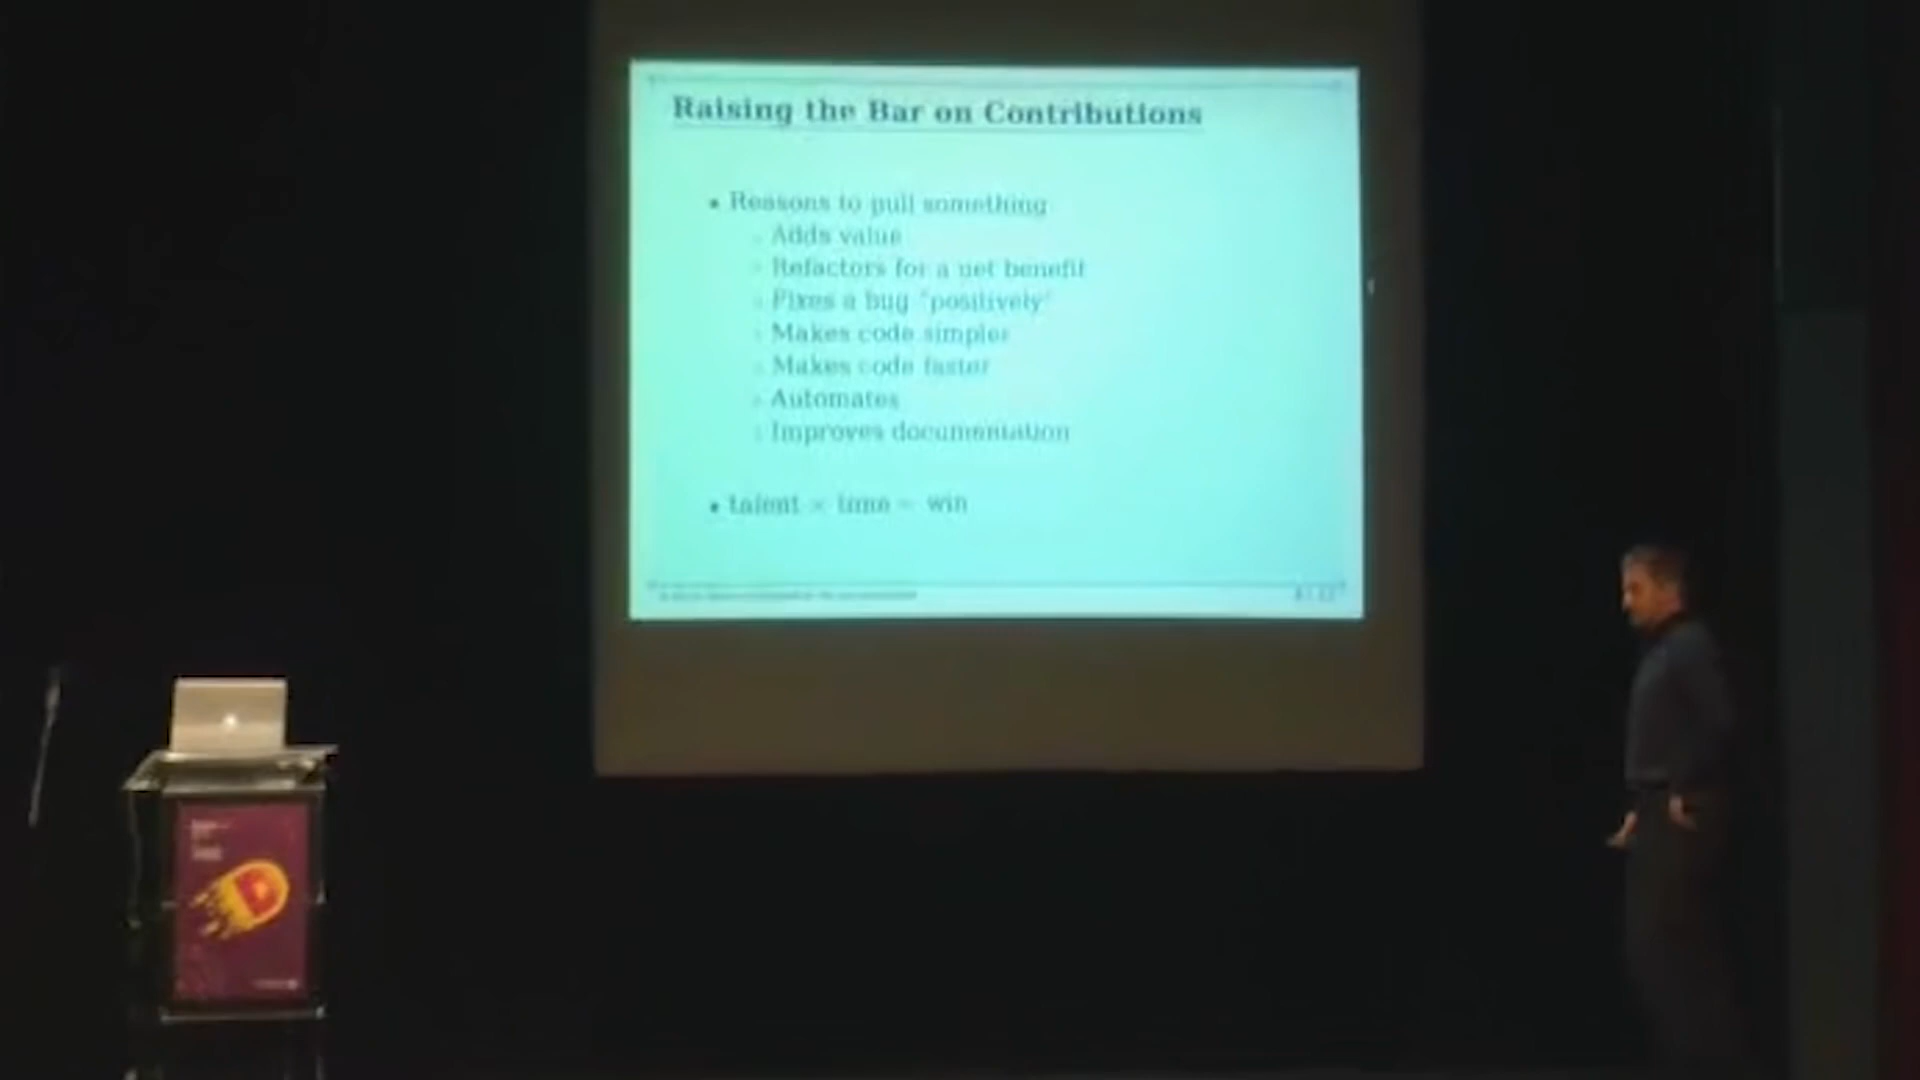 Raising the Bar on Contributions
• Reasons to pull something
◦ Adds value
◦ Refactors for a net benefit
◦ Fixes a bug "positively"
◦ Makes code simpler
◦ Makes code faster
◦ Automates
◦ Improves documentation
• talent × time = win